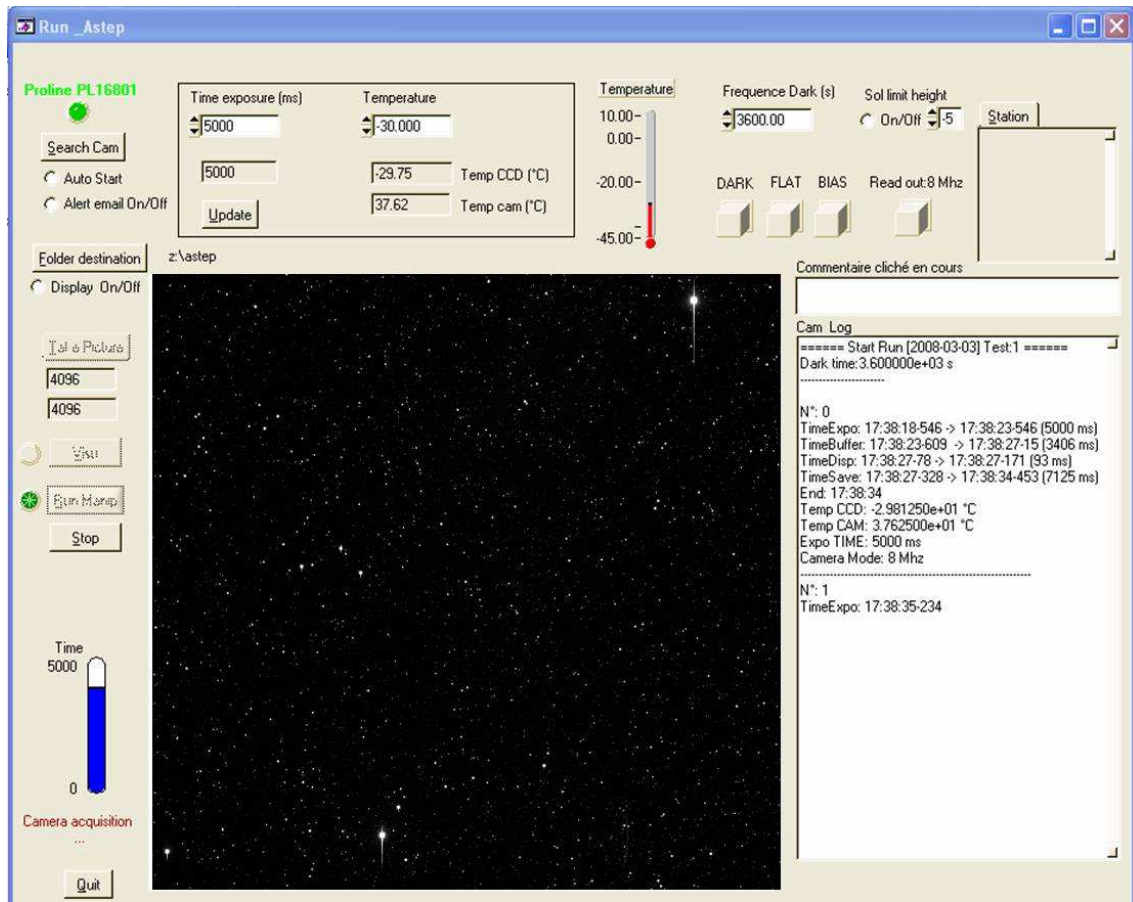 Run _Astep
Proline PL16801
Search Cam
Auto Start
Alert email On/Off
Time exposure (ms)
5000
5000
Update
Temperature
-30.000
-29.75 Temp CCD (°C)
37.62 Temp cam (°C)
Temperature
10.00
0.00
-20.00
-45.00
Frequence Dark (s)
3600.00
Sol limit height
On/Off -5
Station
DARK FLAT BIAS Read out:8 Mhz
Folder destination z:\astep
Display On/Off
Take Picture
4096
4096
Visu
Run Manip
Stop
Time
5000
0
Camera acquisition
...
Quit
Commentaire cliché en cours
Cam Log
====== Start Run [2008-03-03] Test:1 ======
Dark time:3.600000e+03 s
---------------------
N°: 0
TimeExpo: 17:38:18-546 -> 17:38:23-546 (5000 ms)
TimeBuffer: 17:38:23-609 -> 17:38:27-15 (3406 ms)
TimeDisp: 17:38:27-78 -> 17:38:27-171 (93 ms)
TimeSave: 17:38:27-328 -> 17:38:34-453 (7125 ms)
End: 17:38:34
Temp CCD: -2.981250e+01 °C
Temp CAM: 3.762500e+01 °C
Expo TIME: 5000 ms
Camera Mode: 8 Mhz
----------------------------------------------------------
N°: 1
TimeExpo: 17:38:35-234